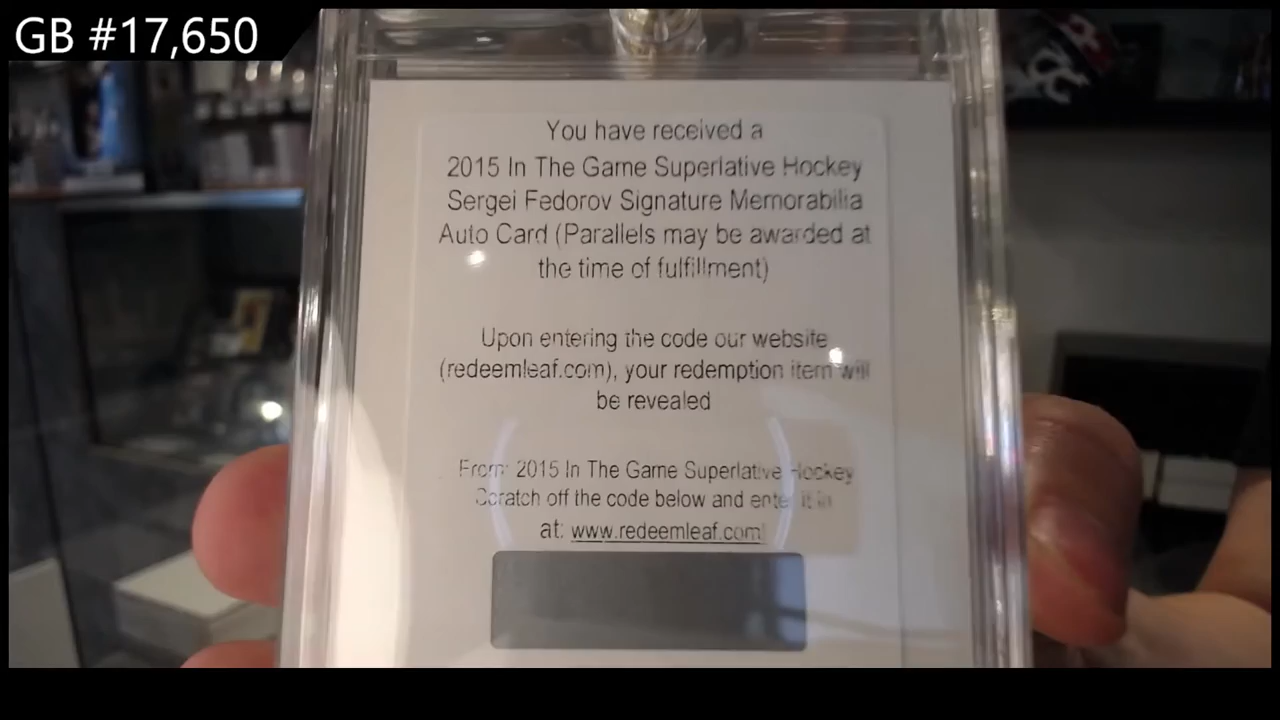 GB #17,650
You have received a
2015 In The Game Superlative Hockey
Sergei Fedorov Signature Memorabilia
Auto Card (Parallels may be awarded at
the time of fulfillment)
Upon entering the code our website
(redeemleaf.com), your redemption item will
be revealed
From: 2015 In The Game Superlative Hockey
Scratch off the code below and enter it in
at: www.redeemleaf.com